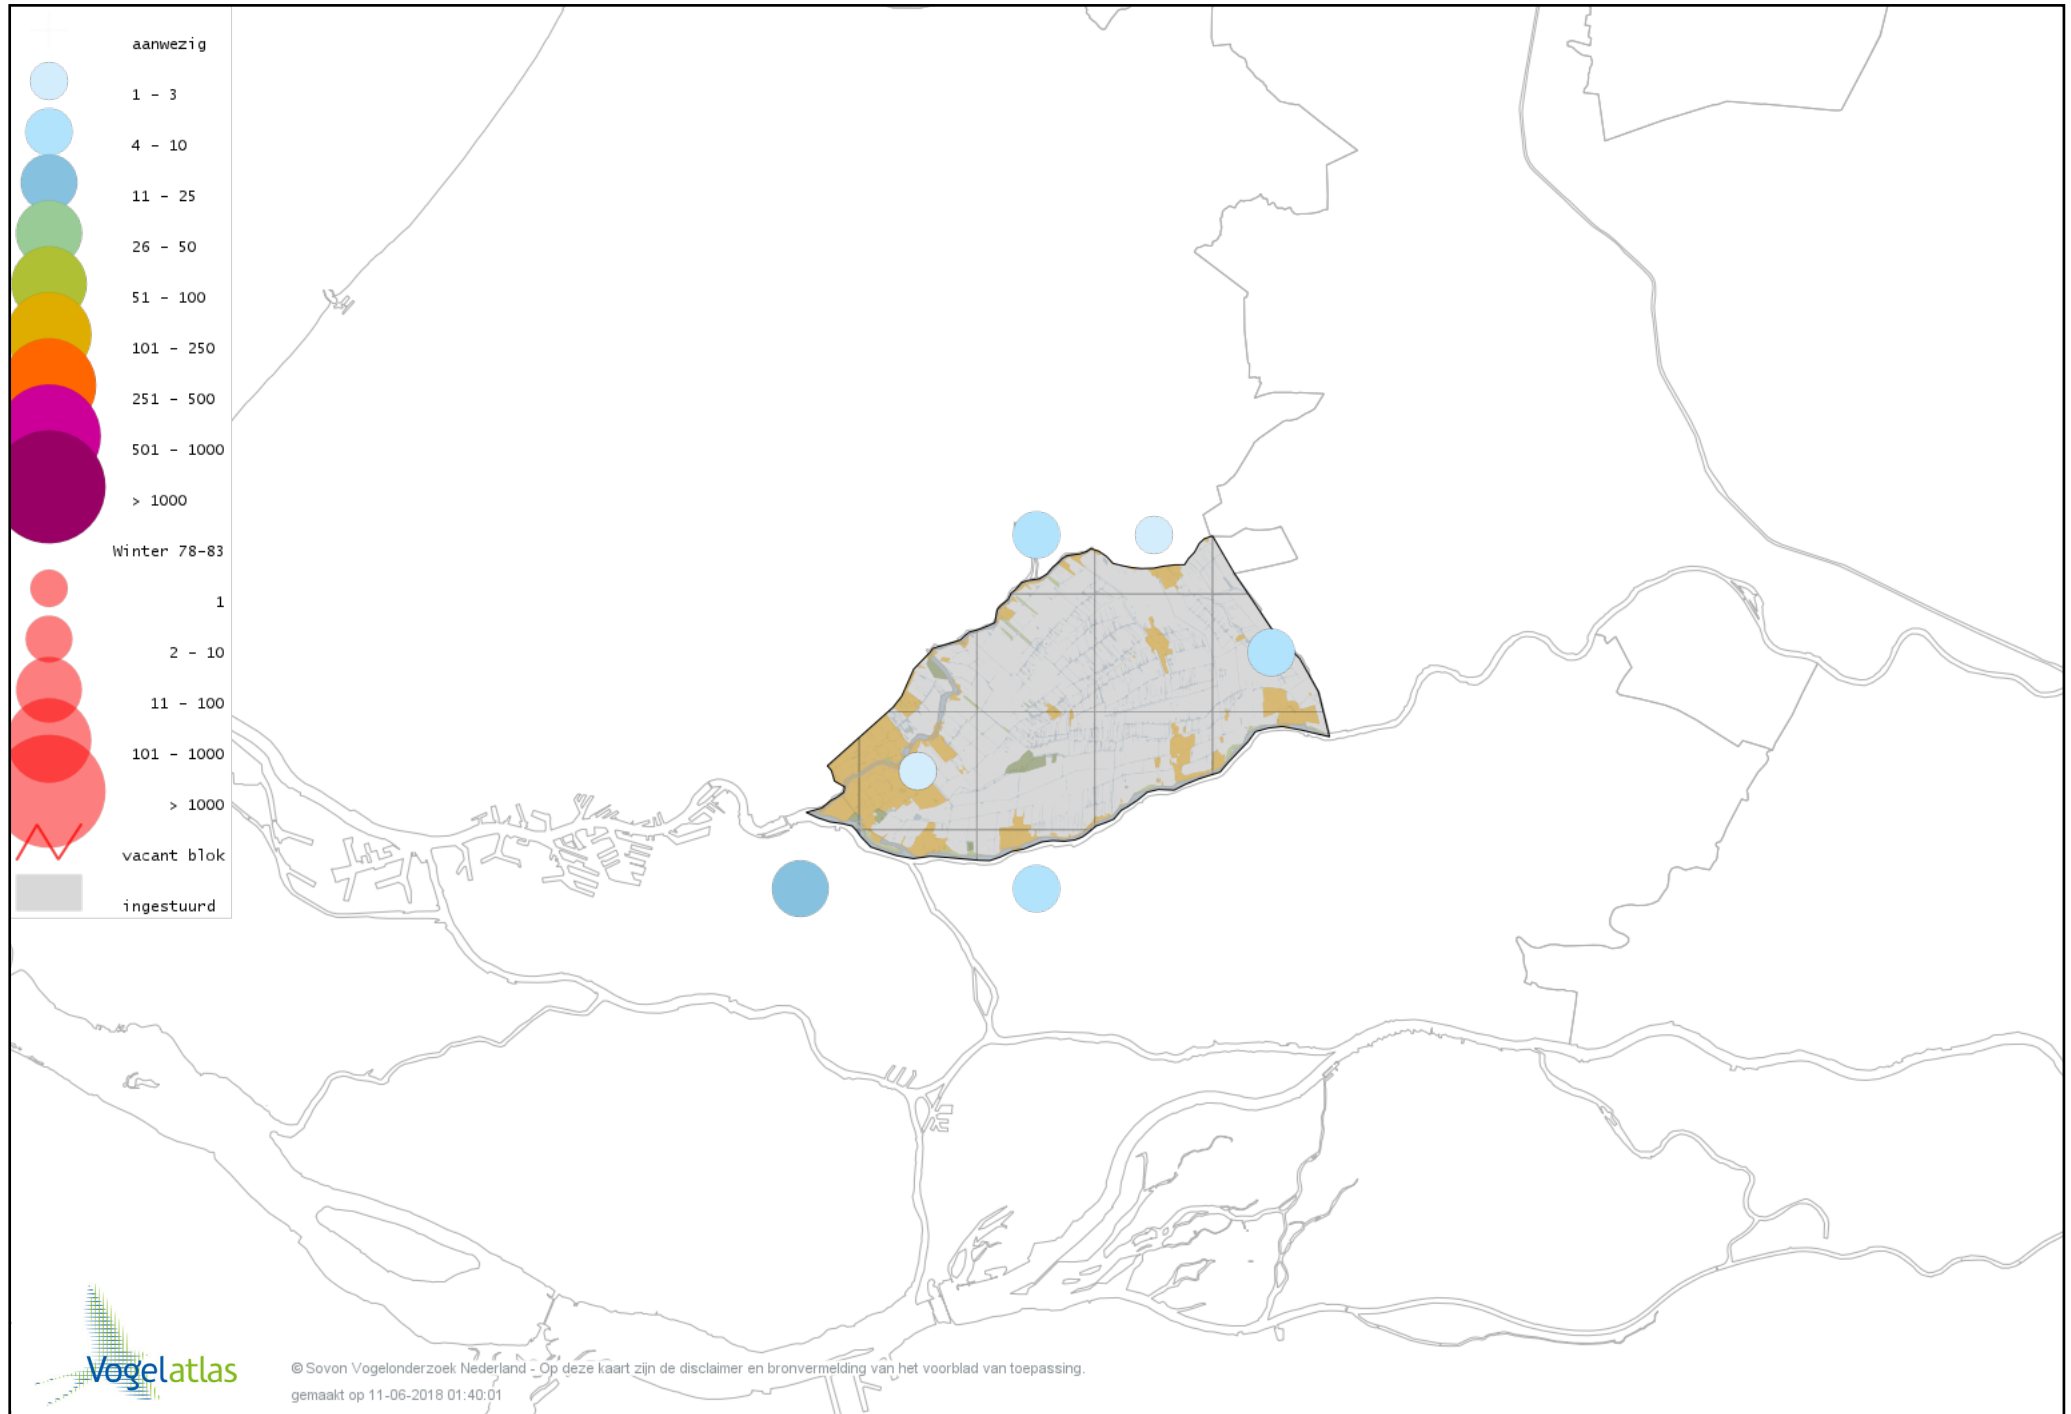 aanwezig
1 - 3
4 - 10
11 - 25
26 - 50
51 - 100
101 - 250
251 - 500
501 - 1000
> 1000
Winter 78-83
1
2 - 10
11 - 100
101 - 1000
> 1000
vacant blok
ingestuurd
Vogelatlas
© Sovon Vogelonderzoek Nederland - Op deze kaart zijn de disclaimer en bronvermelding van het voorblad van toepassing.
gemaakt op 11-06-2018 01:40:01